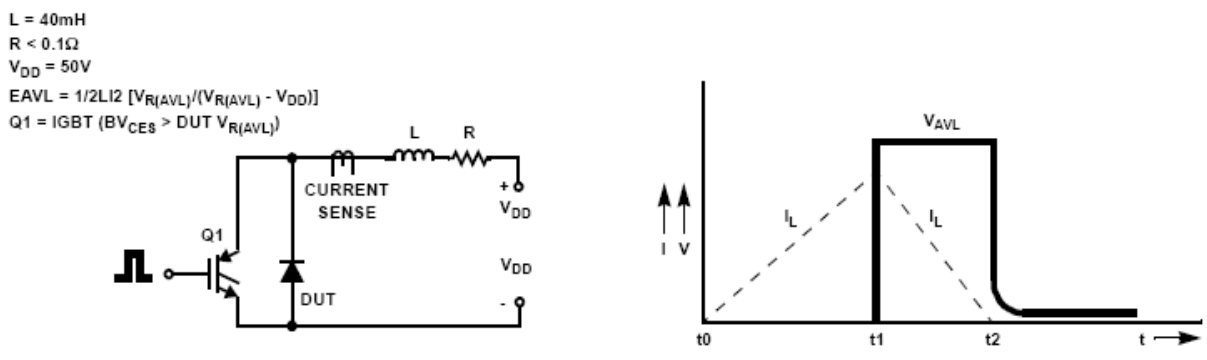 L = 40mH
R < 0.1Ω
VDD = 50V
EAVL = 1/2LI2 [VR(AVL)/(VR(AVL) - VDD)]
Q1 = IGBT (BVCES > DUT VR(AVL))
L
R
CURRENT
SENSE
+
VDD
Q1
VDD
DUT
-
VAVL
IL
IL
I V
t0
t1
t2
t